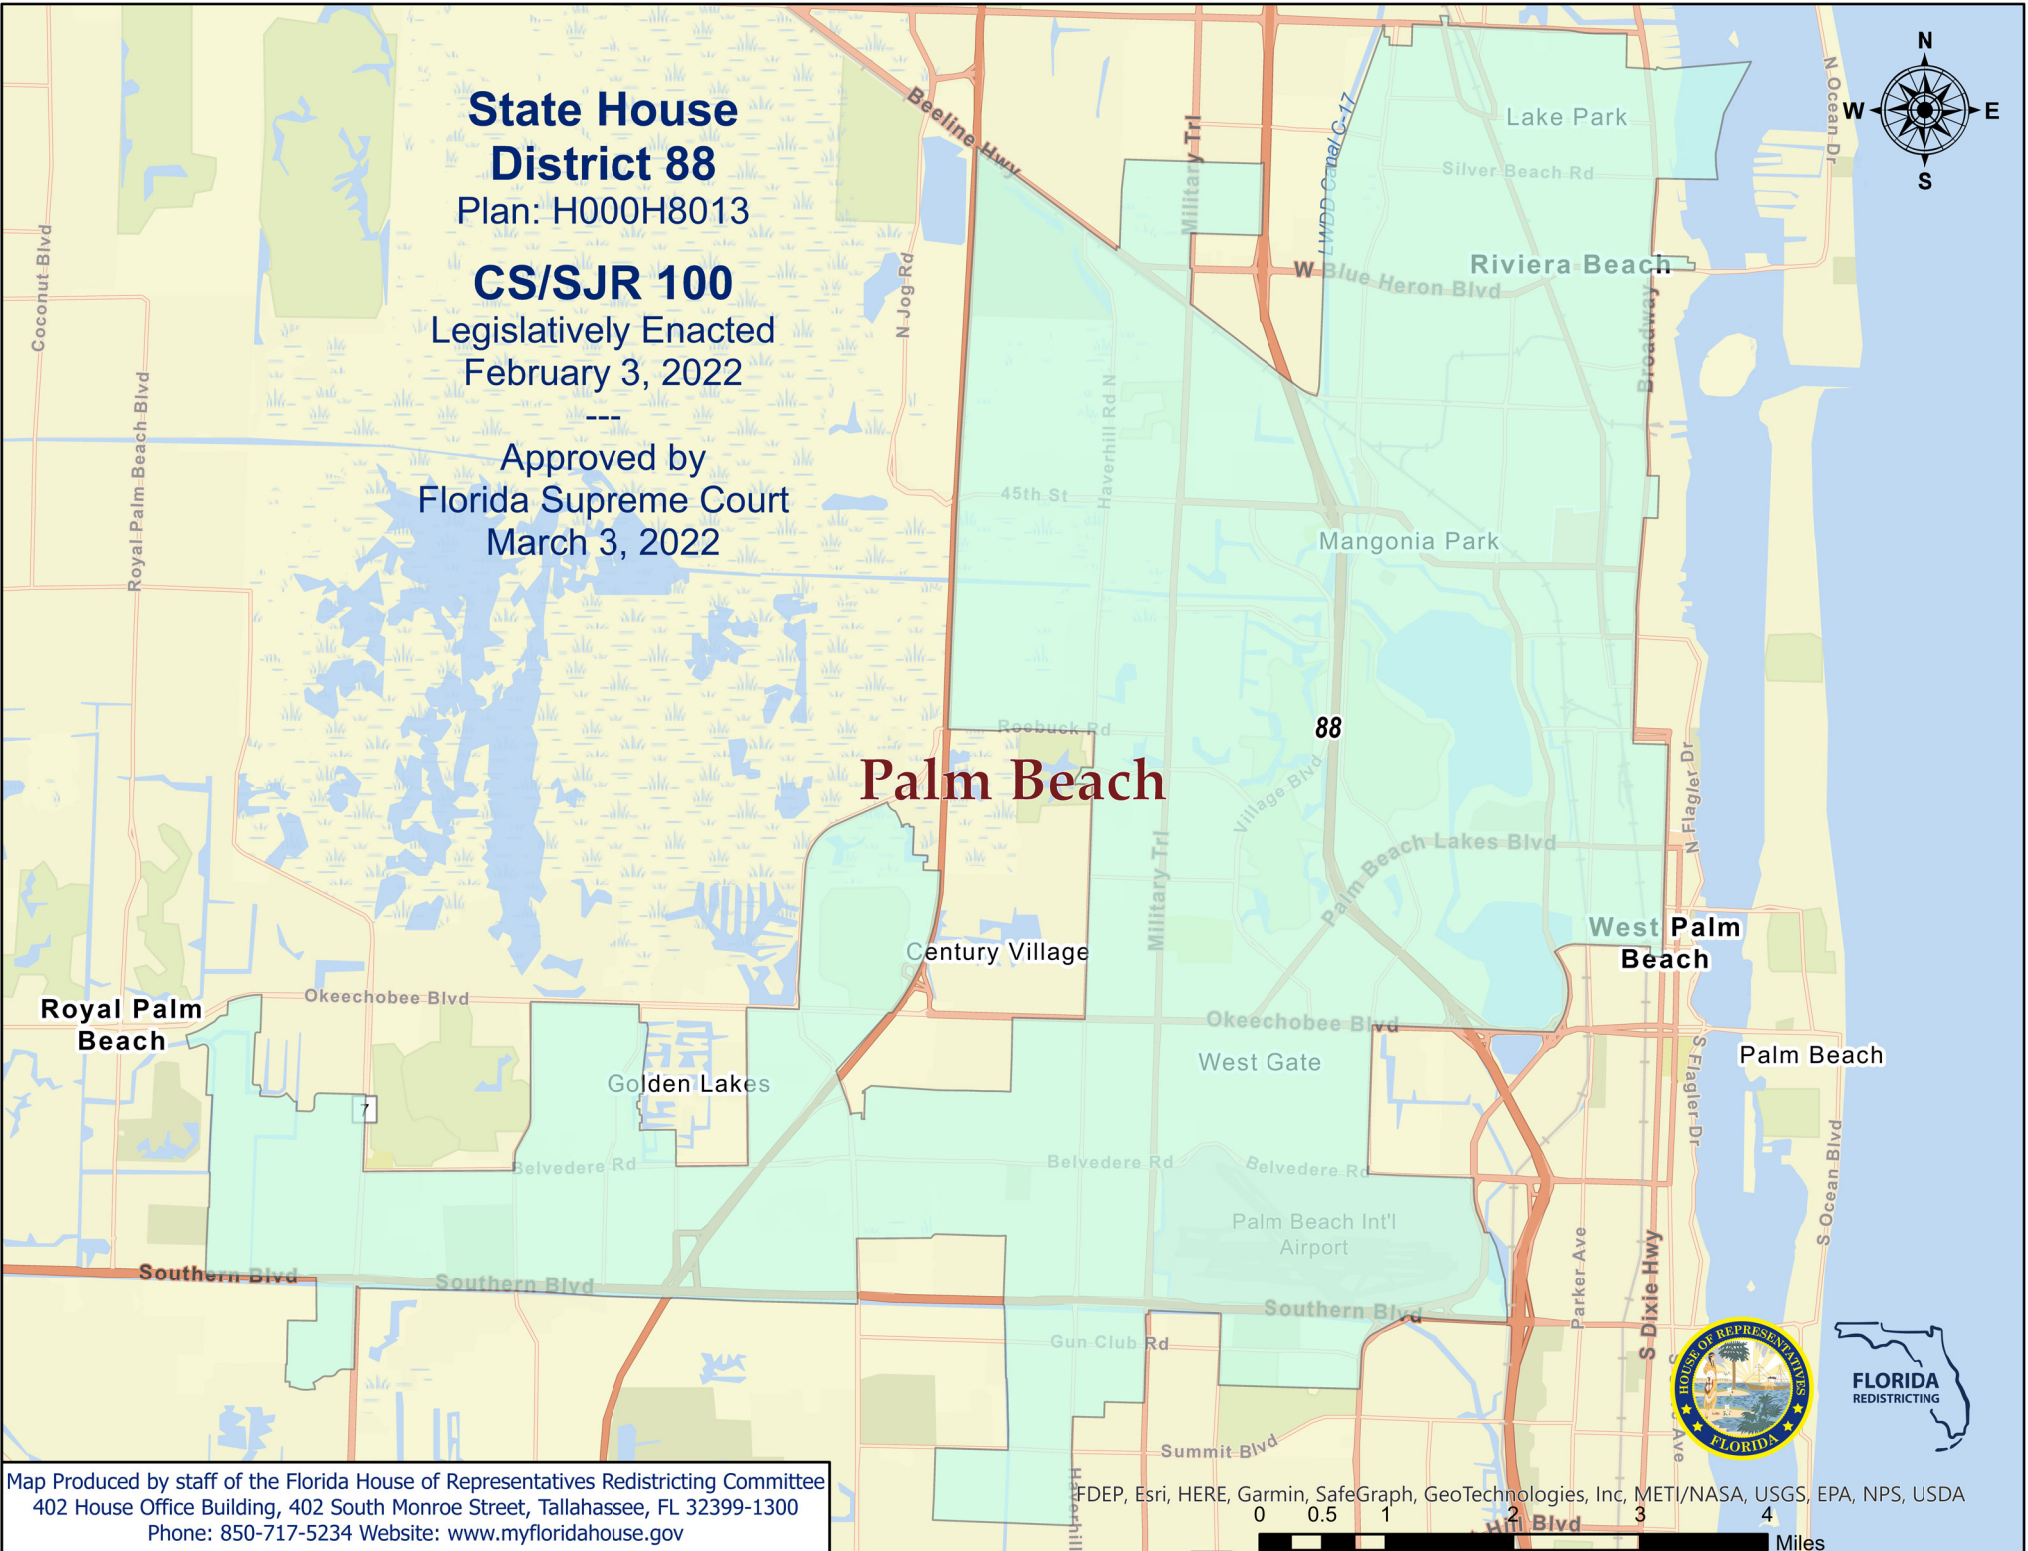 State House
District 88
Plan: H000H8013
CS/SJR 100
Legislatively Enacted
February 3, 2022
---
Approved by
Florida Supreme Court
March 3, 2022
N
W
E
S
N Ocean Dr
Beeline Hwy
Military Trl
LWDD Canal C-17
Lake Park
Silver Beach Rd
Riviera Beach
W Blue Heron Blvd
Broadway
N Jog Rd
Coconut Blvd
Royal Palm Beach Blvd
Haverhill Rd N
45th St
Mangonia Park
Roebuck Rd
88
Palm Beach
Village Blvd
Palm Beach Lakes Blvd
N Flagler Dr
Military Trl
Century Village
West Palm
Beach
Royal Palm
Beach
Okeechobee Blvd
Okeechobee Blvd
West Gate
Palm Beach
Golden Lakes
7
S Flagler Dr
Belvedere Rd
Belvedere Rd
Belvedere Rd
Palm Beach Int'l
Airport
S Ocean Blvd
Parker Ave
S Dixie Hwy
Southern Blvd
Southern Blvd
Southern Blvd
Gun Club Rd
Summit Blvd
Haverhill
S
Ave
HOUSE OF REPRESENTATIVES
FLORIDA
FLORIDA
REDISTRICTING
Map Produced by staff of the Florida House of Representatives Redistricting Committee
402 House Office Building, 402 South Monroe Street, Tallahassee, FL 32399-1300
Phone: 850-717-5234 Website: www.myfloridahouse.gov
FDEP, Esri, HERE, Garmin, SafeGraph, GeoTechnologies, Inc, METI/NASA, USGS, EPA, NPS, USDA
0 0.5 1 2 3 4
Hill Blvd
Miles